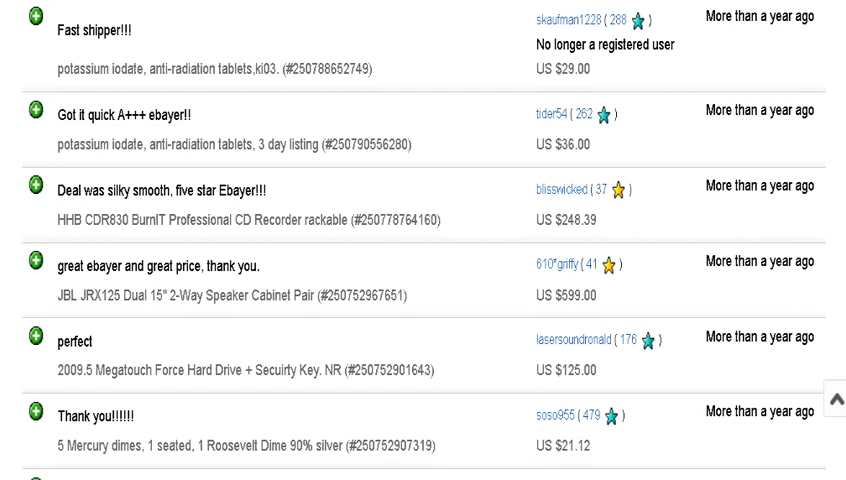 Fast shipper!!! skaufman1228 ( 288 ) More than a year ago
No longer a registered user
potassium iodate, anti-radiation tablets,ki03. (#250788652749) US $29.00
Got it quick A+++ ebayer!! tider54 ( 262 ) More than a year ago
potassium iodate, anti-radiation tablets, 3 day listing (#250790556280) US $36.00
Deal was silky smooth, five star Ebayer!!! blisswicked ( 37 ) More than a year ago
HHB CDR830 BurnIT Professional CD Recorder rackable (#250778764160) US $248.39
great ebayer and great price, thank you. 610*griffy ( 41 ) More than a year ago
JBL JRX125 Dual 15" 2-Way Speaker Cabinet Pair (#250752967651) US $599.00
perfect lasersoundronald ( 176 ) More than a year ago
2009.5 Megatouch Force Hard Drive + Secuirty Key. NR (#250752901643) US $125.00
Thank you!!!!!! soso955 ( 479 ) More than a year ago
5 Mercury dimes, 1 seated, 1 Roosevelt Dime 90% silver (#250752907319) US $21.12